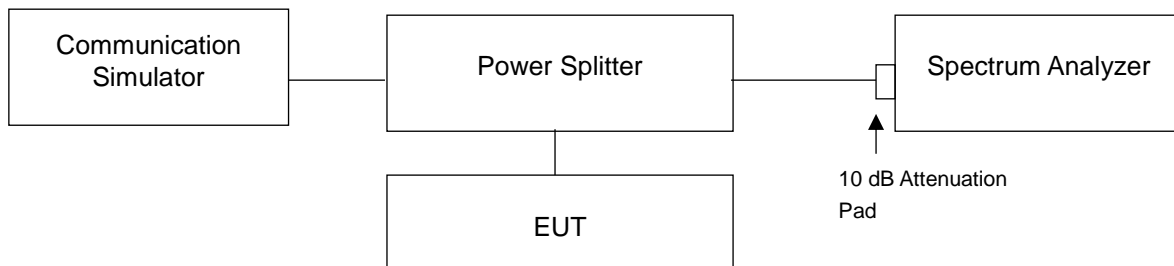 Communication
Simulator
Power Splitter
Spectrum Analyzer
10 dB Attenuation
Pad
EUT